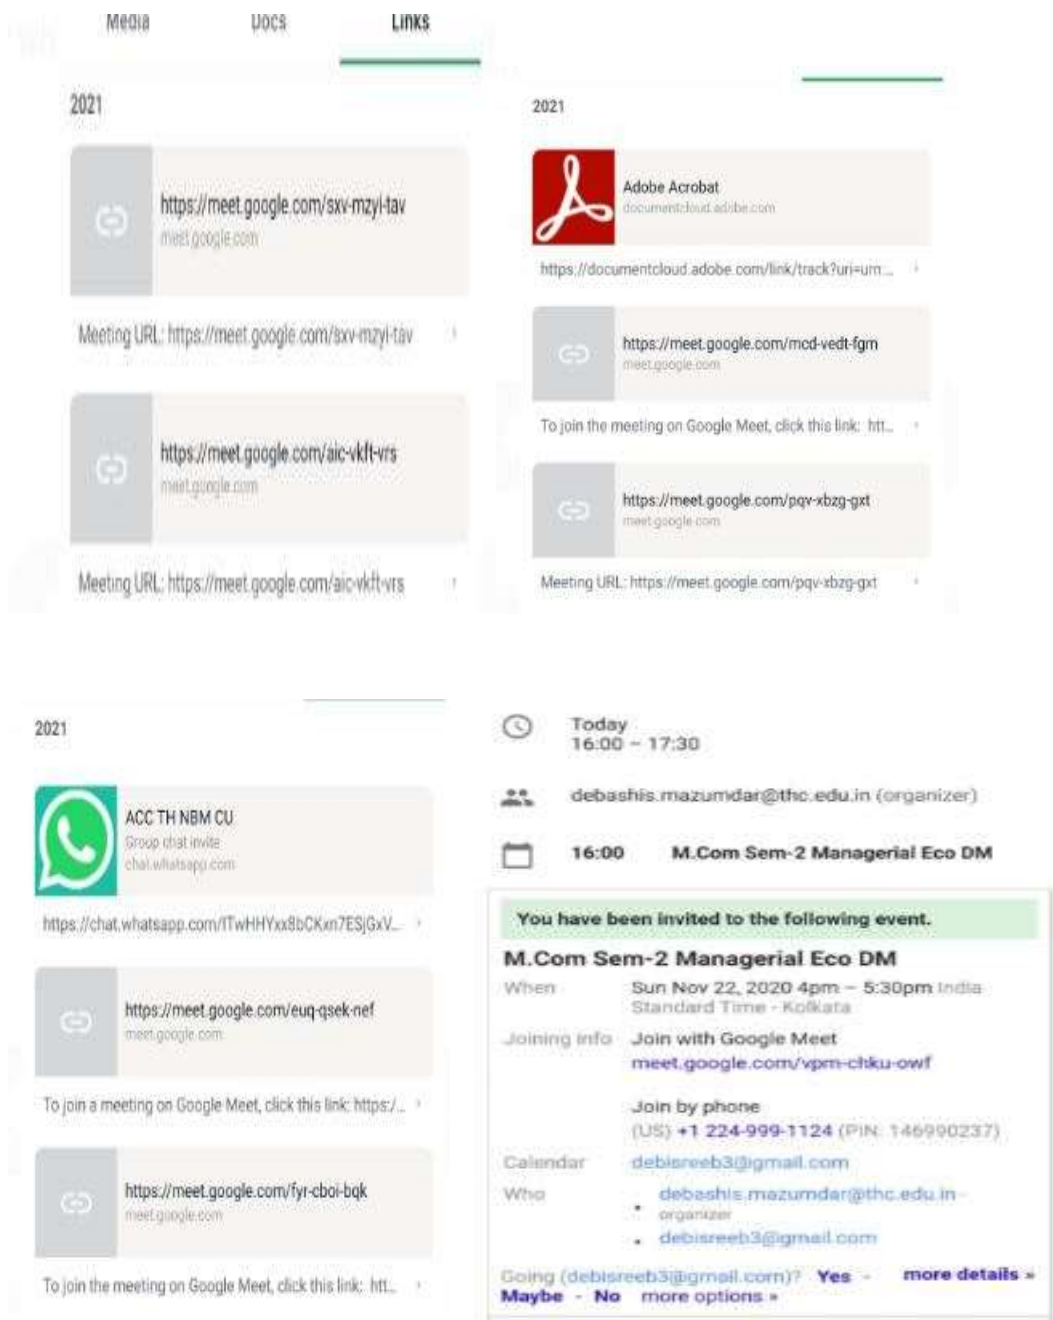 Media Docs Links
2021
https://meet.google.com/sxv-mzyi-tav
meet.google.com
Meeting URL: https://meet.google.com/sxv-mzyi-tav
https://meet.google.com/aic-vkft-vrs
meet.google.com
Meeting URL: https://meet.google.com/aic-vkft-vrs
2021
Adobe Acrobat
documentcloud.adobe.com
https://documentcloud.adobe.com/link/track?uri=urn:...
https://meet.google.com/mcd-vedt-fgm
meet.google.com
To join the meeting on Google Meet, click this link: htt...
https://meet.google.com/pqv-xbzg-gxt
meet.google.com
Meeting URL: https://meet.google.com/pqv-xbzg-gxt
2021
ACC TH NBM CU
Group chat invite
chat.whatsapp.com
https://chat.whatsapp.com/ITwHHYxx8bCKxn7ESjGxV...
https://meet.google.com/euq-qsek-nef
meet.google.com
To join a meeting on Google Meet, click this link: https:/...
https://meet.google.com/fyr-cboi-bqk
meet.google.com
To join the meeting on Google Meet, click this link: htt...
Today
16:00 – 17:30
debashis.mazumdar@thc.edu.in (organizer)
16:00 M.Com Sem-2 Managerial Eco DM
You have been invited to the following event.
M.Com Sem-2 Managerial Eco DM
When Sun Nov 22, 2020 4pm – 5:30pm India
Standard Time - Kolkata
Joining info Join with Google Meet
meet.google.com/vpm-chku-owf
Join by phone
(US) +1 224-999-1124 (PIN: 146990237)
Calendar debisreeb3@gmail.com
Who • debashis.mazumdar@thc.edu.in -
organizer
• debisreeb3@gmail.com
Going (debisreeb3@gmail.com)? Yes - more details »
Maybe - No more options »